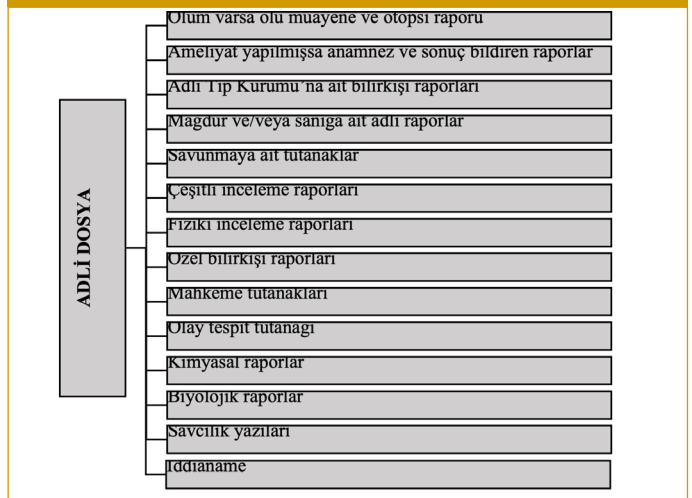 Ölüm varsa ölü muayene ve otopsi raporu
Ameliyat yapılmışsa anamnez ve sonuç bildiren raporlar
Adli Tıp Kurumu'na ait bilirkişi raporları
Mağdur ve/veya sanığa ait adli raporlar
Savunmaya ait tutanaklar
Çeşitli inceleme raporları
Fiziki inceleme raporları
Özel bilirkişi raporları
Mahkeme tutanakları
Olay tespit tutanağı
Kimyasal raporlar
Biyolojik raporlar
Savcılık yazıları
İddianame
ADLİ DOSYA